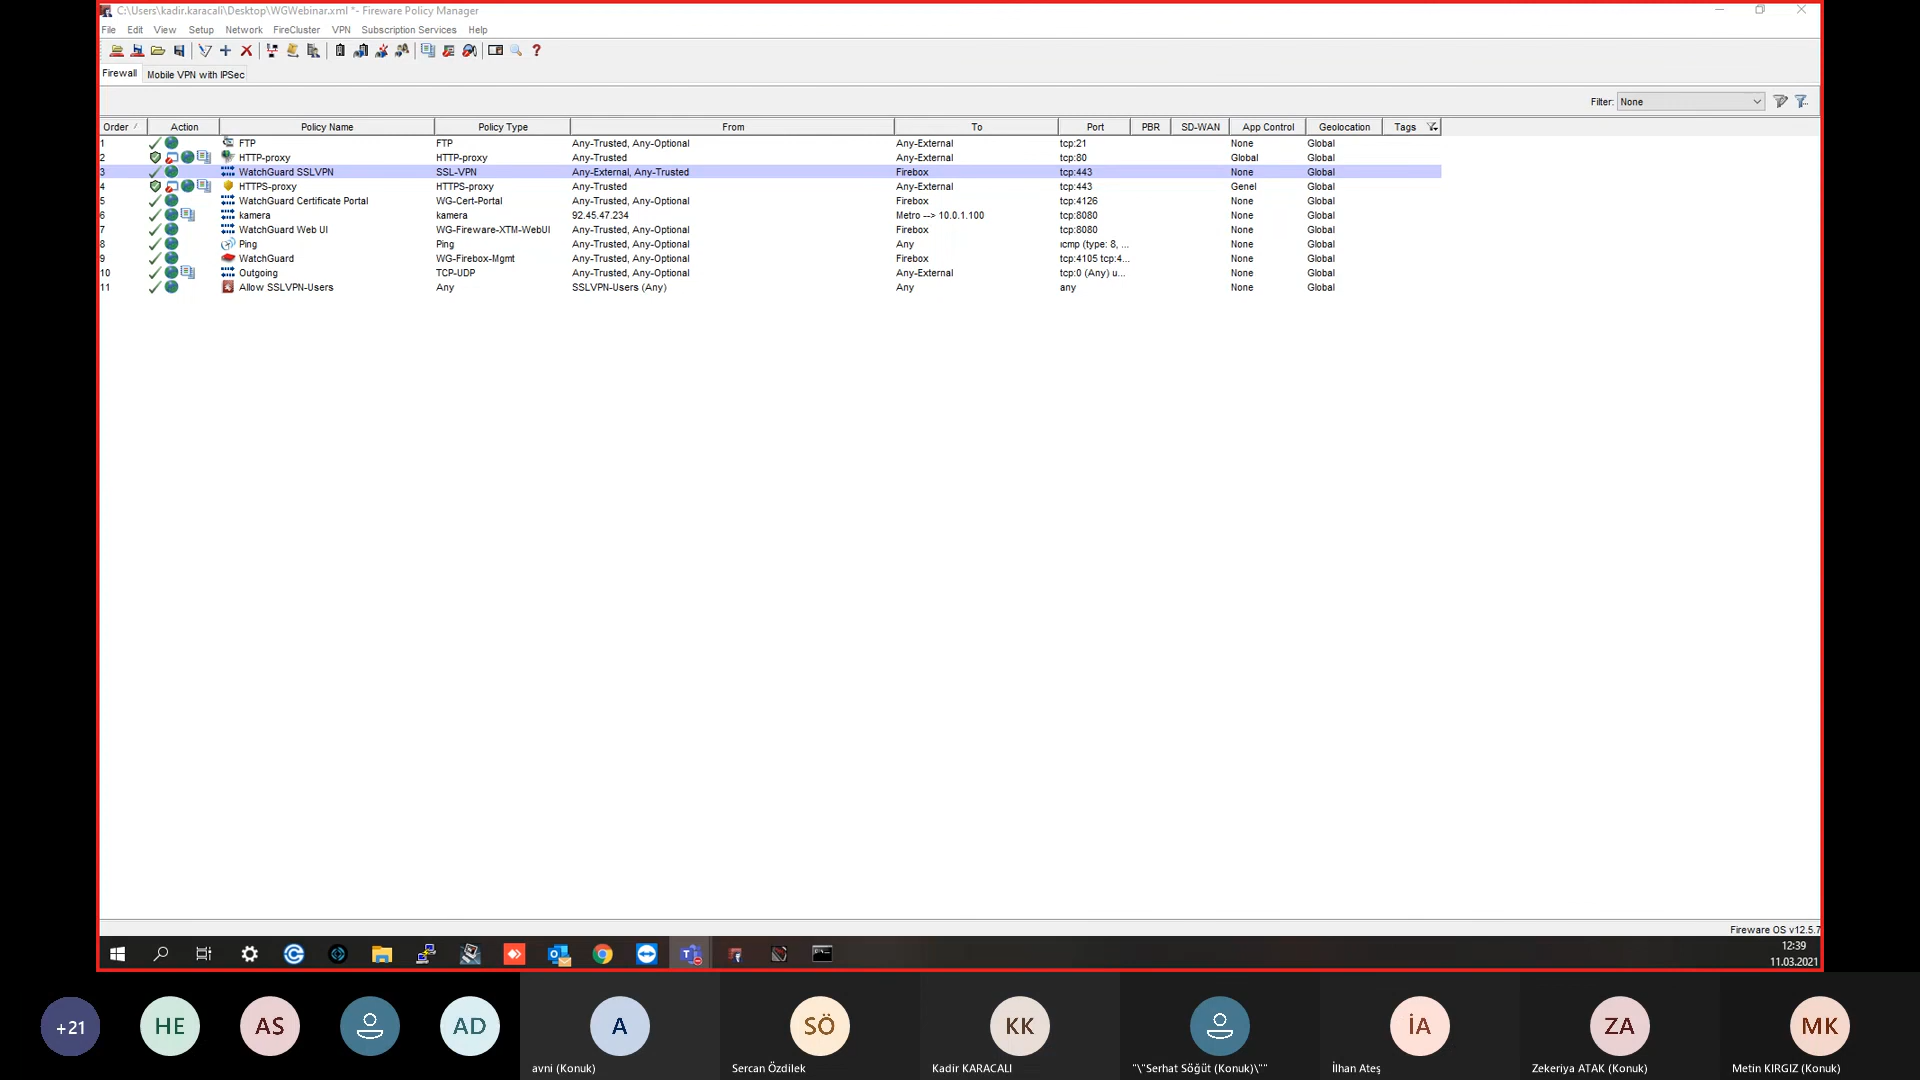 C:\Users\kadir.karacali\Desktop\WGWebinar.xml *- Fireware Policy Manager
File Edit View Setup Network FireCluster VPN Subscription Services Help
Firewall Mobile VPN with IPSec
Filter: None
Order Action Policy Name Policy Type From To Port PBR SD-WAN App Control Geolocation Tags
1 FTP FTP Any-Trusted, Any-Optional Any-External tcp:21 None Global
2 HTTP-proxy HTTP-proxy Any-Trusted Any-External tcp:80 Global Global
3 WatchGuard SSLVPN SSL-VPN Any-External, Any-Trusted Firebox tcp:443 None Global
4 HTTPS-proxy HTTPS-proxy Any-Trusted Any-External tcp:443 Genel Global
5 WatchGuard Certificate Portal WG-Cert-Portal Any-Trusted, Any-Optional Firebox tcp:4126 None Global
6 kamera kamera 92.45.47.234 Metro --> 10.0.1.100 tcp:8080 None Global
7 WatchGuard Web UI WG-Fireware-XTM-WebUI Any-Trusted, Any-Optional Firebox tcp:8080 None Global
8 Ping Ping Any-Trusted, Any-Optional Any icmp (type: 8, ... None Global
9 WatchGuard WG-Firebox-Mgmt Any-Trusted, Any-Optional Firebox tcp:4105 tcp:4... None Global
10 Outgoing TCP-UDP Any-Trusted, Any-Optional Any-External tcp:0 (Any) u... None Global
11 Allow SSLVPN-Users Any SSLVPN-Users (Any) Any any None Global
Fireware OS v12.5.7
12:39
11.03.2021
+21 HE AS AD A SÖ KK İA ZA MK
avni (Konuk) Sercan Özdilek Kadir KARACALI "\"Serhat Söğüt (Konuk)\"" İlhan Ateş Zekeriya ATAK (Konuk) Metin KIRGIZ (Konuk)